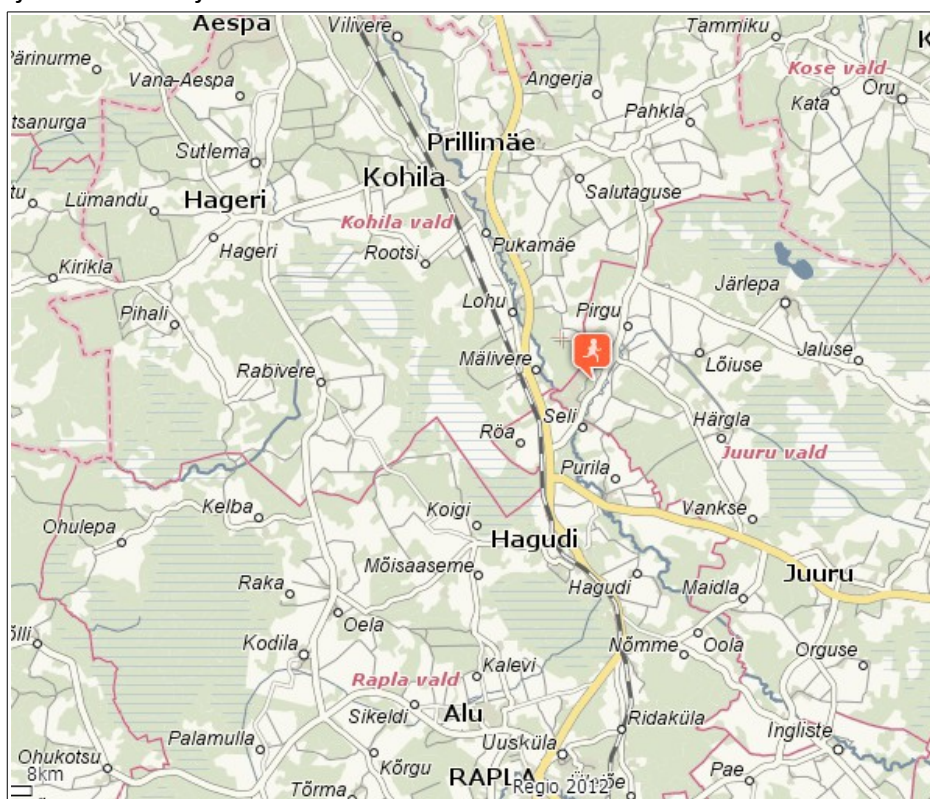 Aespa
Vilivere
Tammiku
Pärinurme
Vana-Aespa
Angerja
Kose vald
Kata
Oru
Pahkla
Sutlema
Prillimäe
Kohila
Salutaguse
Lümandu
Hageri
Kohila vald
Hageri
Rootsi
Pukamäe
Kirikla
Järlepa
Pihali
Lohu
Pirgu
Mälivere
Lõiuse
Jaluse
Rabivere
Seli
Härgla
Röa
Juuru vald
Purila
Kelba
Koigi
Vankse
Ohulepa
Hagudi
Mõisaaseme
Juuru
Raka
Hagudi
Maidla
Oela
Kodila
Nõmme
Oola
Orguse
Kalevi
Rapla vald
Sikeldi
Alu
Ridaküla
Palamulla
Uusküla
Ingliste
Ohukotsu
Kõrgu
8km
RAPLA
Regio 2012
Pae
Tõrma